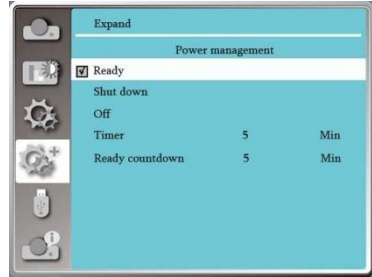 Expand
Power management
Ready
Shut down
Off
Timer 5 Min
Ready countdown 5 Min